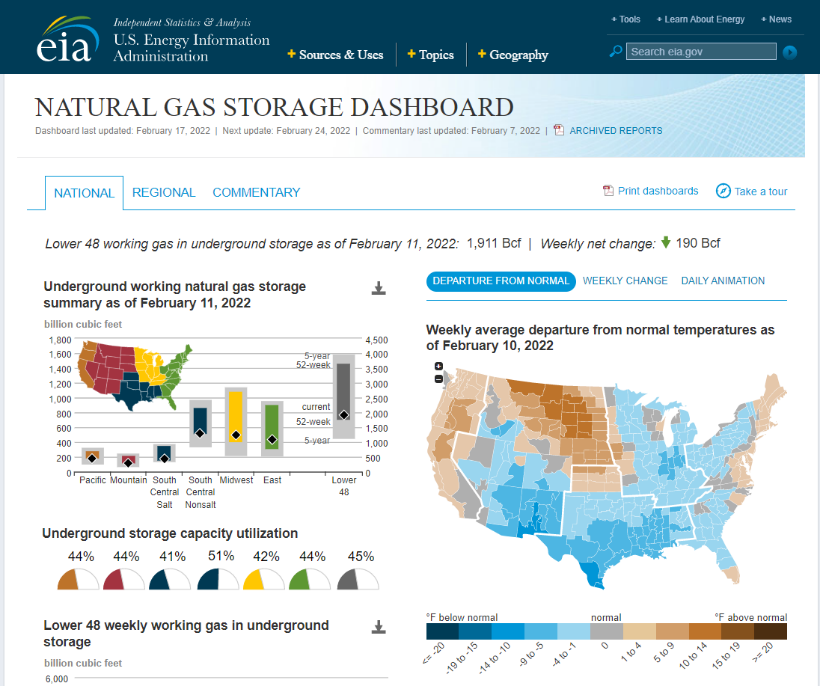 Independent Statistics & Analysis
eia
U.S. Energy Information
Administration
+ Sources & Uses
+ Topics
+ Geography
+ Tools + Learn About Energy + News
Search eia.gov
NATURAL GAS STORAGE DASHBOARD
Dashboard last updated: February 17, 2022 | Next update: February 24, 2022 | Commentary last updated: February 7, 2022 | ARCHIVED REPORTS
NATIONAL REGIONAL COMMENTARY
Print dashboards Take a tour
Lower 48 working gas in underground storage as of February 11, 2022: 1,911 Bcf | Weekly net change: 190 Bcf
Underground working natural gas storage
summary as of February 11, 2022
billion cubic feet
1,800
1,600
1,400
1,200
1,000
800
600
400
200
0
4,500
4,000
3,500
3,000
2,500
2,000
1,500
1,000
500
0
5-year
52-week
current
52-week
5-year
Pacific
Mountain
South
Central
Salt
South
Central
Nonsalt
Midwest
East
Lower
48
Underground storage capacity utilization
44% 44% 41% 51% 42% 44% 45%
Lower 48 weekly working gas in underground
storage
billion cubic feet
6,000
DEPARTURE FROM NORMAL WEEKLY CHANGE DAILY ANIMATION
Weekly average departure from normal temperatures as
of February 10, 2022
+
−
°F below normal normal °F above normal
<= -20
-19 to -15
-14 to -10
-9 to -5
-4 to -1
0
1 to 4
5 to 9
10 to 14
15 to 19
>= 20